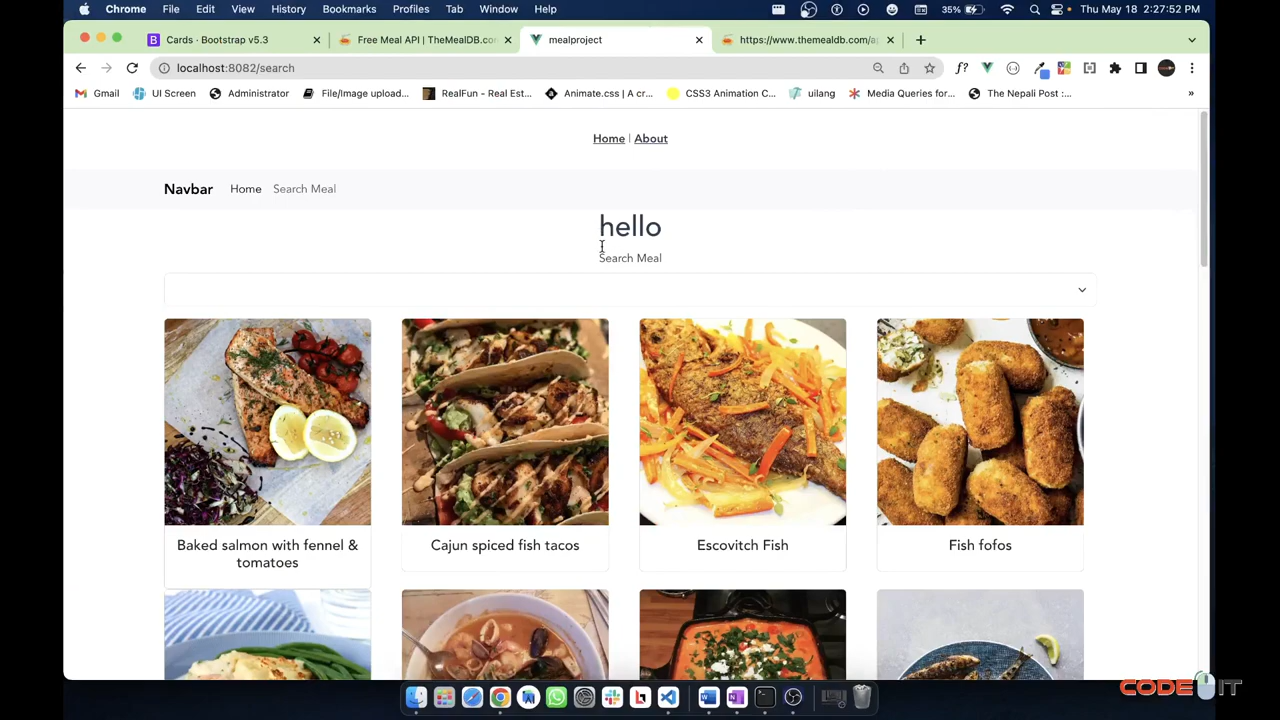 Chrome File Edit View History Bookmarks Profiles Tab Window Help 35% Thu May 18 2:27:52 PM
Cards · Bootstrap v5.3 Free Meal API | TheMealDB.co mealproject https://www.themealdb.com/a
localhost:8082/search f?
Gmail UI Screen Administrator File/Image upload... RealFun - Real Est... Animate.css | A cr... CSS3 Animation C... uilang Media Queries for... The Nepali Post :... »
Home | About
Navbar Home Search Meal
hello
Search Meal
Baked salmon with fennel & tomatoes
Cajun spiced fish tacos
Escovitch Fish
Fish fofos
CODE IT